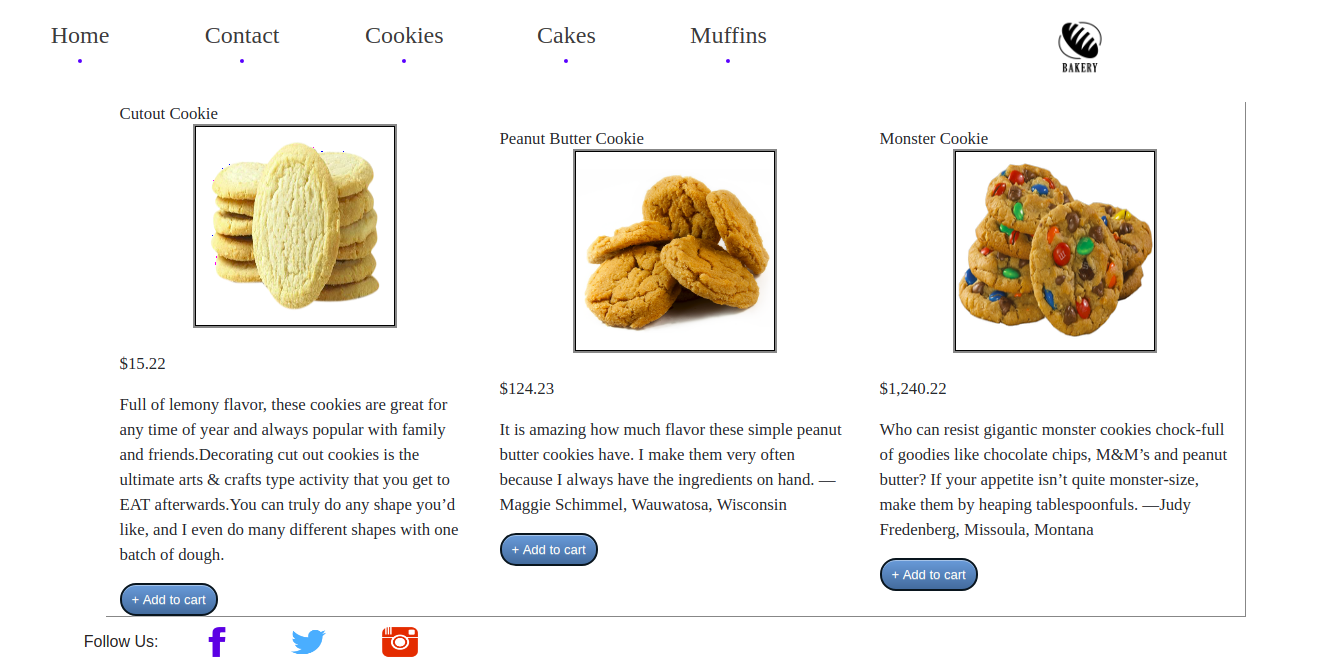 Home
Contact
Cookies
Cakes
Muffins
BAKERY
Cutout Cookie
$15.22
Full of lemony flavor, these cookies are great for
any time of year and always popular with family
and friends.Decorating cut out cookies is the
ultimate arts & crafts type activity that you get to
EAT afterwards.You can truly do any shape you’d
like, and I even do many different shapes with one
batch of dough.
+ Add to cart
Peanut Butter Cookie
$124.23
It is amazing how much flavor these simple peanut
butter cookies have. I make them very often
because I always have the ingredients on hand. —
Maggie Schimmel, Wauwatosa, Wisconsin
+ Add to cart
Monster Cookie
$1,240.22
Who can resist gigantic monster cookies chock-full
of goodies like chocolate chips, M&M’s and peanut
butter? If your appetite isn’t quite monster-size,
make them by heaping tablespoonfuls. —Judy
Fredenberg, Missoula, Montana
+ Add to cart
Follow Us: